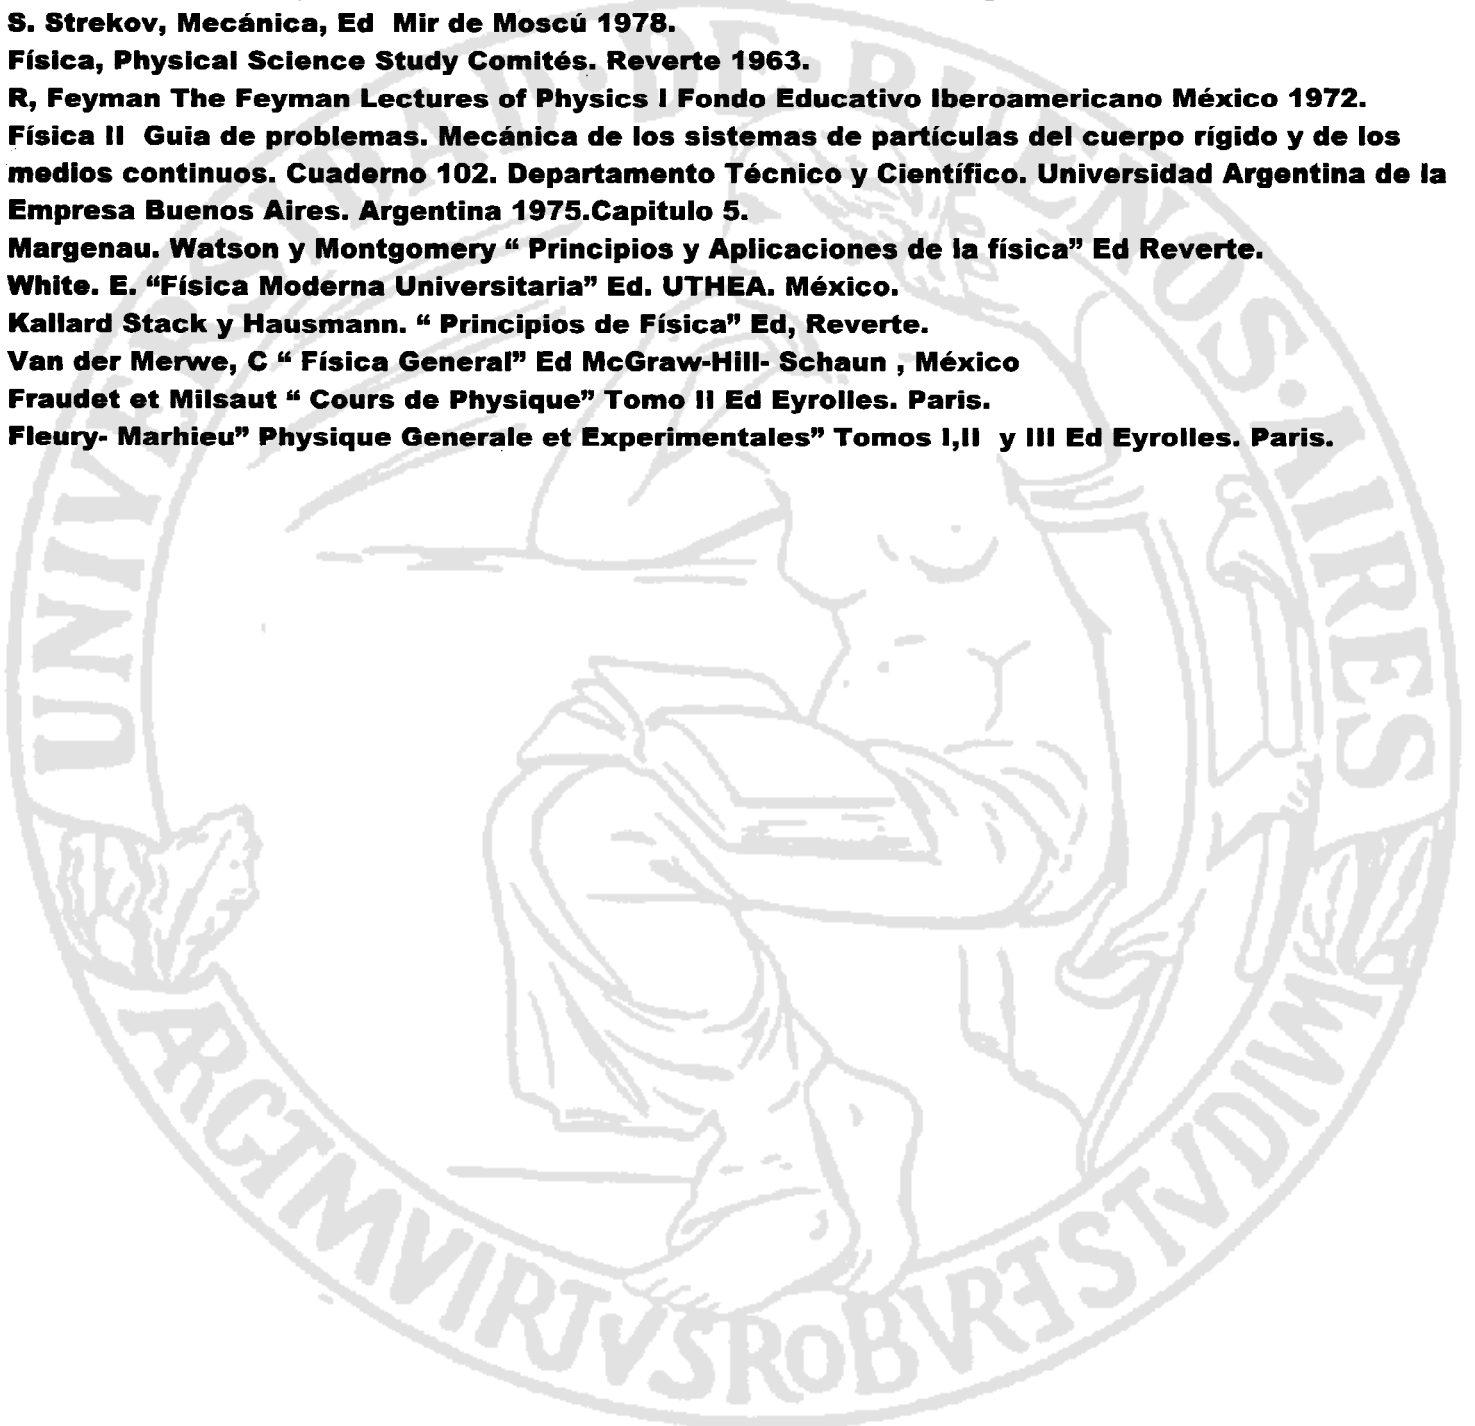 S. Strekov, Mecánica, Ed  Mir de Moscú 1978.
Física, Physical Science Study Comités. Reverte 1963.
R, Feyman The Feyman Lectures of Physics I Fondo Educativo Iberoamericano México 1972.
Física II  Guia de problemas. Mecánica de los sistemas de partículas del cuerpo rígido y de los
medios continuos. Cuaderno 102. Departamento Técnico y Científico. Universidad Argentina de la
Empresa Buenos Aires. Argentina 1975.Capitulo 5.
Margenau. Watson y Montgomery “ Principios y Aplicaciones de la física” Ed Reverte.
White. E. “Física Moderna Universitaria” Ed. UTHEA. México.
Kallard Stack y Hausmann. “ Principios de Física” Ed, Reverte.
Van der Merwe, C “ Física General” Ed McGraw-Hill- Schaun , México
Fraudet et Milsaut “ Cours de Physique” Tomo II Ed Eyrolles. Paris.
Fleury- Marhieu” Physique Generale et Experimentales” Tomos I,II  y III Ed Eyrolles. Paris.
UNIVERSIDAD·DE·BUENOS·AIRES
ARGTMVIRTVSROBVRETSTVDIVM